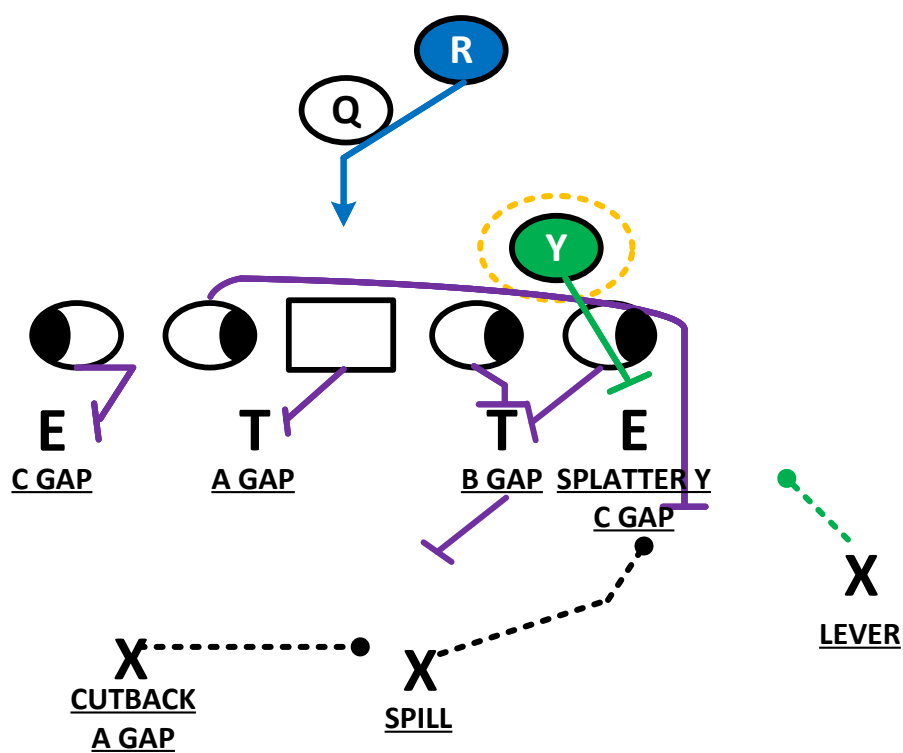 R
Q
Y
E
T
T
E
C GAP
A GAP
B GAP
SPLATTER Y
C GAP
X
LEVER
X
X
CUTBACK
A GAP
SPILL